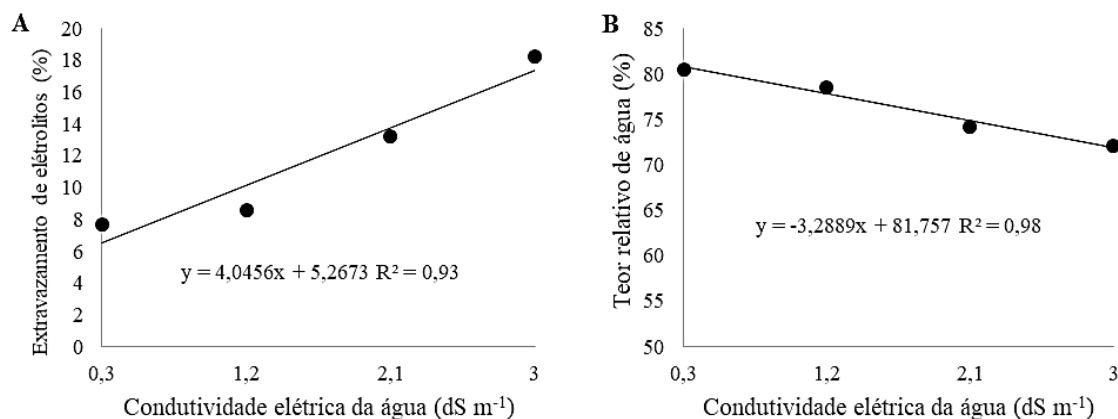 A
Extravazamento de elétrolitos (%)
20
18
16
14
12
10
8
6
4
2
0
y = 4,0456x + 5,2673 R² = 0,93
0,3 1,2 2,1 3
Condutividade elétrica da água (dS m⁻¹)
B
Teor relativo de água (%)
85
80
75
70
65
60
55
50
y = -3,2889x + 81,757 R² = 0,98
0,3 1,2 2,1 3
Condutividade elétrica da água (dS m⁻¹)